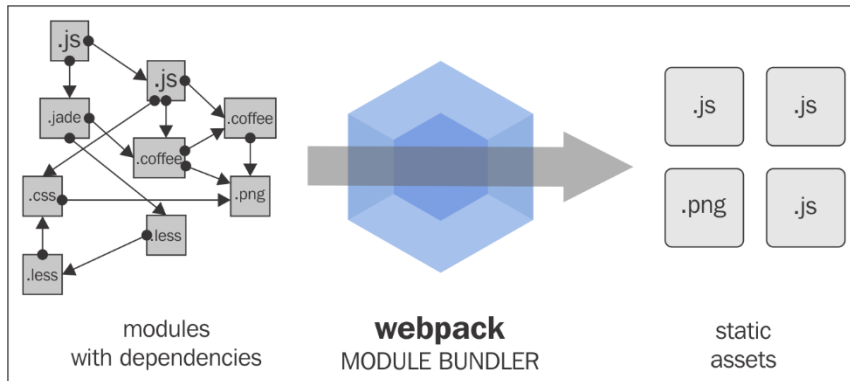 .js
.js
.jade
.coffee
.coffee
.css
.png
.less
.less
modules
with dependencies
webpack
MODULE BUNDLER
.js
.js
.png
.js
static
assets